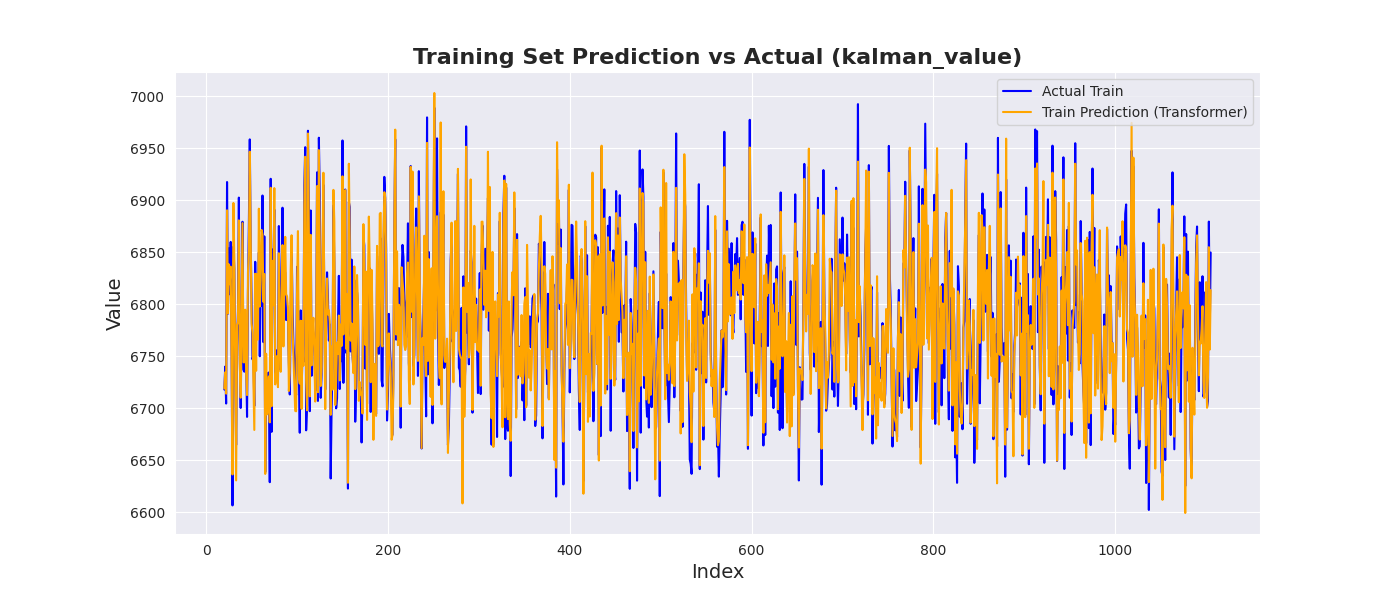 Training Set Prediction vs Actual (kalman_value)
Actual Train
Train Prediction (Transformer)
Value
7000
6950
6900
6850
6800
6750
6700
6650
6600
0 200 400 600 800 1000
Index